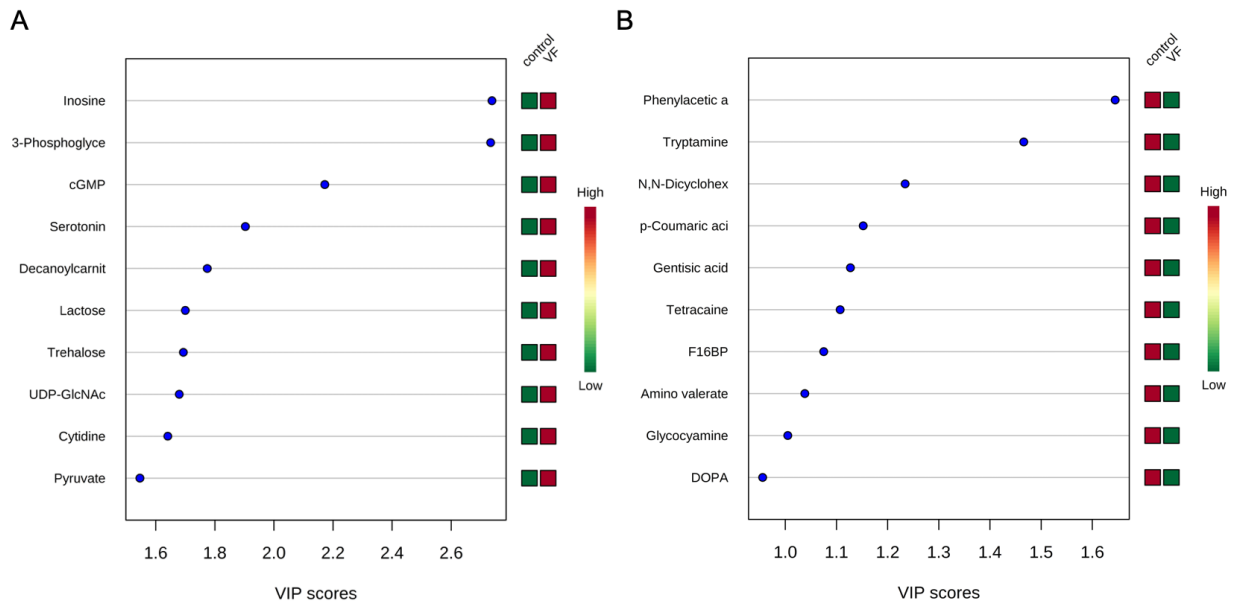 A
control
VF
Inosine
3-Phosphoglyce
cGMP
Serotonin
Decanoylcarnit
Lactose
Trehalose
UDP-GlcNAc
Cytidine
Pyruvate
High
Low
1.6 1.8 2.0 2.2 2.4 2.6
VIP scores
B
control
VF
Phenylacetic a
Tryptamine
N,N-Dicyclohex
p-Coumaric aci
Gentisic acid
Tetracaine
F16BP
Amino valerate
Glycocyamine
DOPA
High
Low
1.0 1.1 1.2 1.3 1.4 1.5 1.6
VIP scores